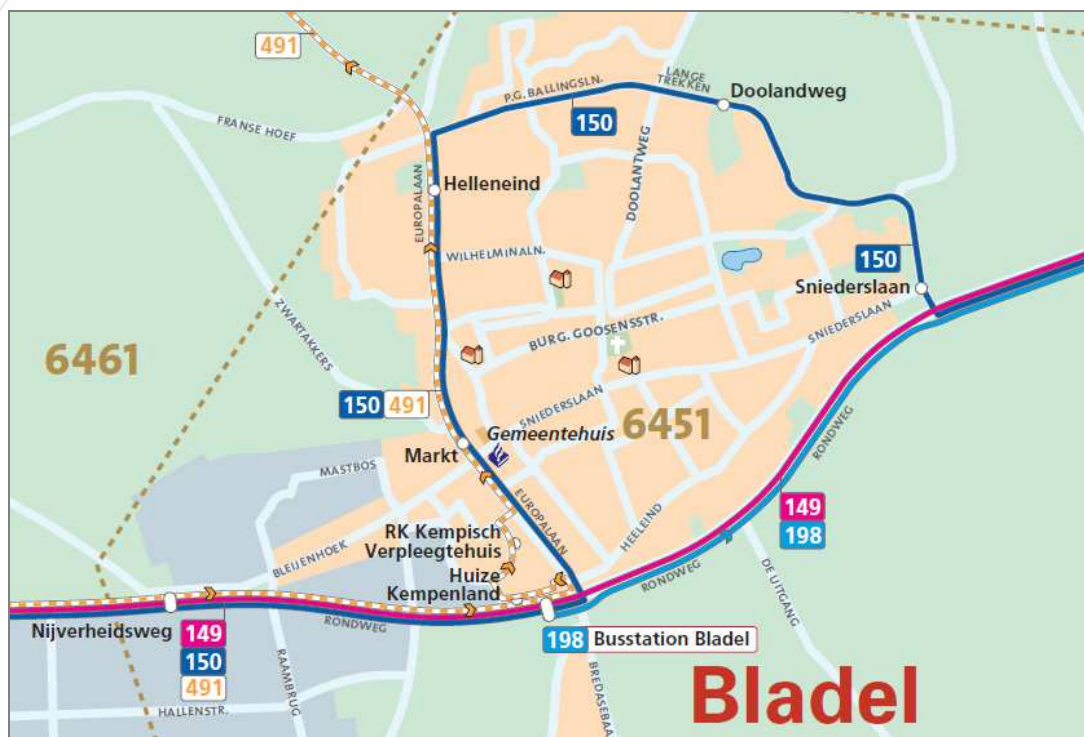 491
LANGE
TREKKEN
P.G. BALLINGSLN.
Doolandweg
150
FRANSE HOEF
DOOLANTWEG
EUROPALAAN
Helleneind
WILHELMINALN.
150
Sniederslaan
ZWARTAKKERS
BURG. GOOSENSSTR.
SNIEDERSLAAN
6461
150 491
SNIEDERSLAAN
6451
RONDWEG
Gemeentehuis
Markt
MASTBOS
EUROPALAAN
149
198
RK Kempisch
Verpleegtehuis
HEELEIND
BLEIJENHOEK
Huize
Kempenland
RONDWEG
DE UITGANG
Nijverheidsweg
149
150
491
RONDWEG
198 Busstation Bladel
RAAMBRUG
BREDASEBAA
HALLENSTR.
Bladel